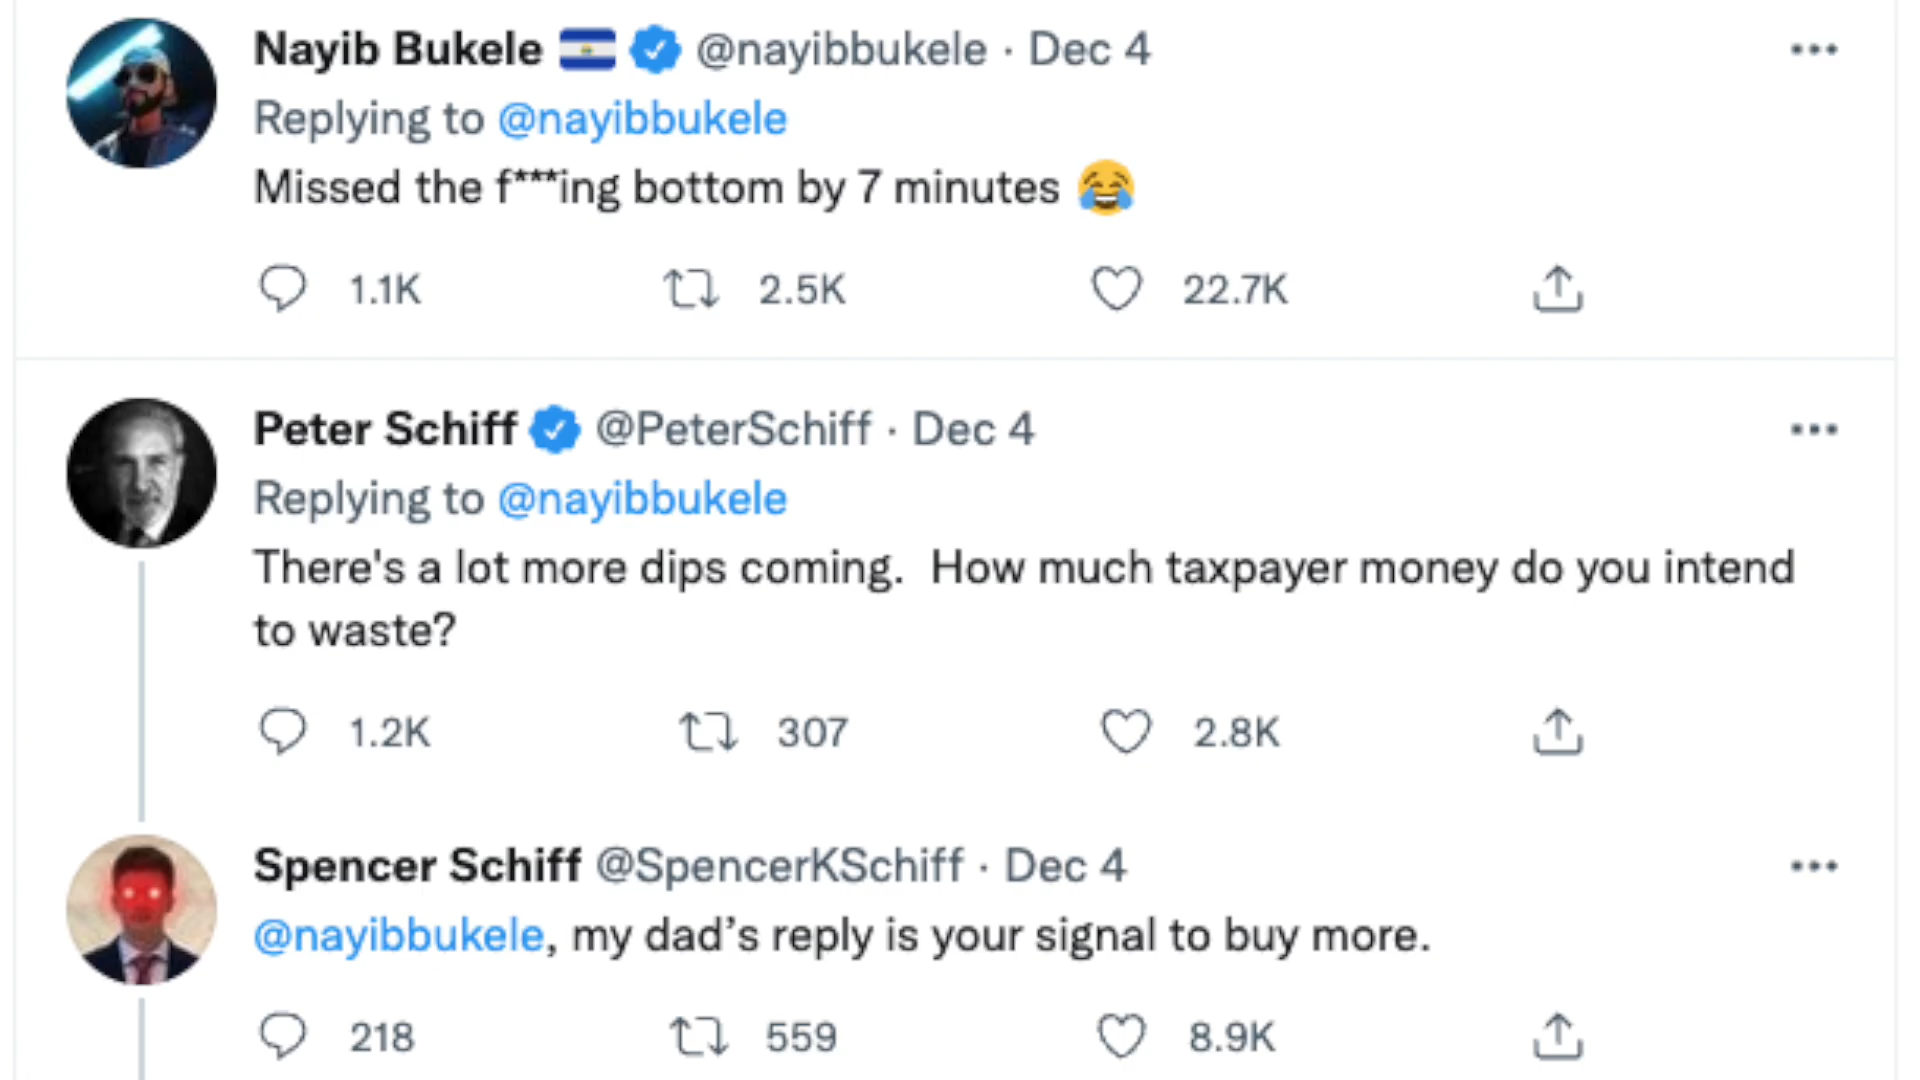 Nayib Bukele 🇸🇻 @nayibbukele · Dec 4
Replying to @nayibbukele
Missed the f***ing bottom by 7 minutes 😂
1.1K 2.5K 22.7K
Peter Schiff @PeterSchiff · Dec 4
Replying to @nayibbukele
There's a lot more dips coming.  How much taxpayer money do you intend
to waste?
1.2K 307 2.8K
Spencer Schiff @SpencerKSchiff · Dec 4
@nayibbukele, my dad’s reply is your signal to buy more.
218 559 8.9K